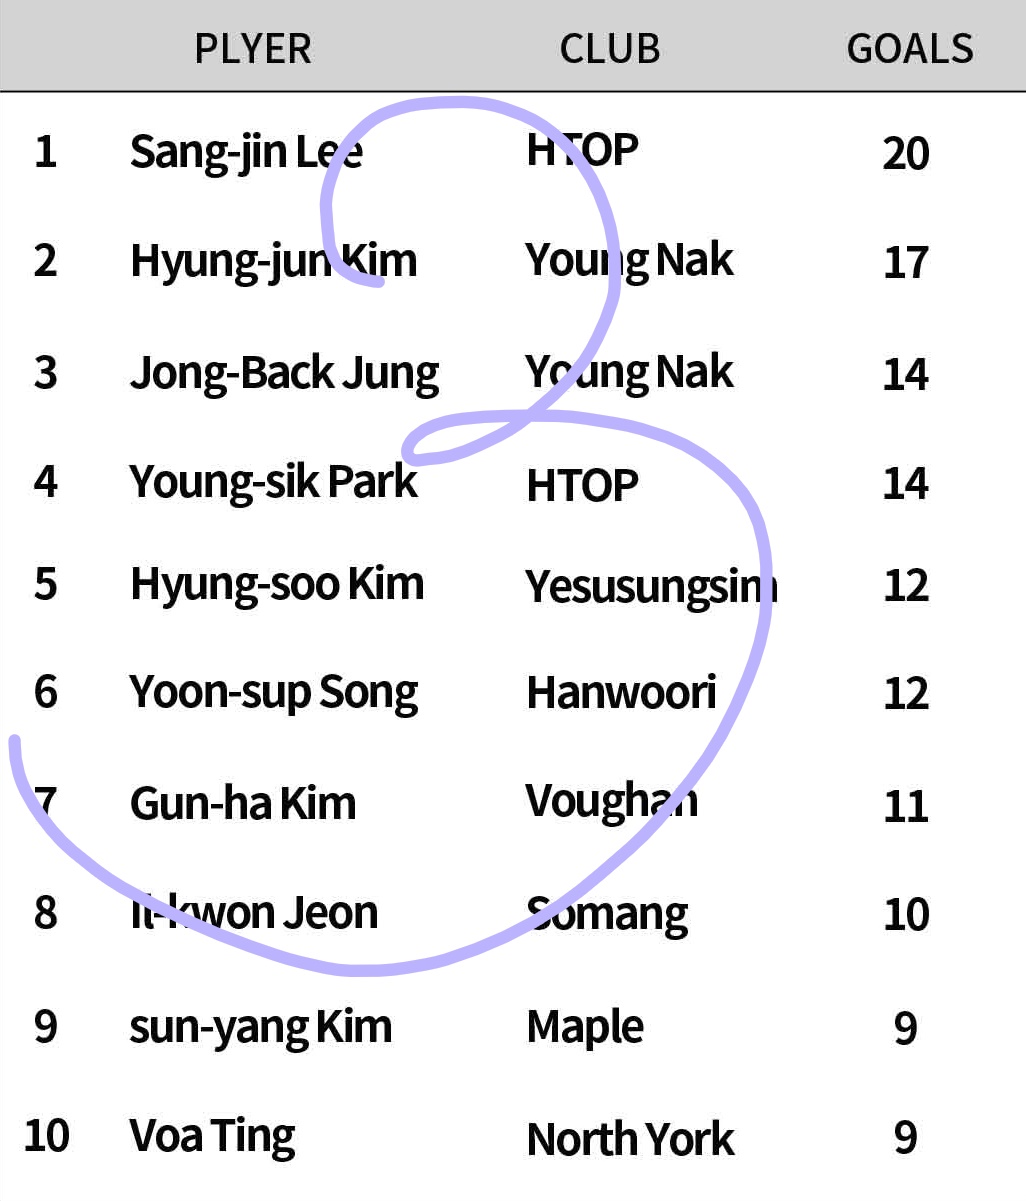 PLYER CLUB GOALS
1 Sang-jin Lee HTOP 20
2 Hyung-jun Kim Young Nak 17
3 Jong-Back Jung Young Nak 14
4 Young-sik Park HTOP 14
5 Hyung-soo Kim Yesusungsim 12
6 Yoon-sup Song Hanwoori 12
7 Gun-ha Kim Voughan 11
8 Il-kwon Jeon Somang 10
9 sun-yang Kim Maple 9
10 Voa Ting North York 9